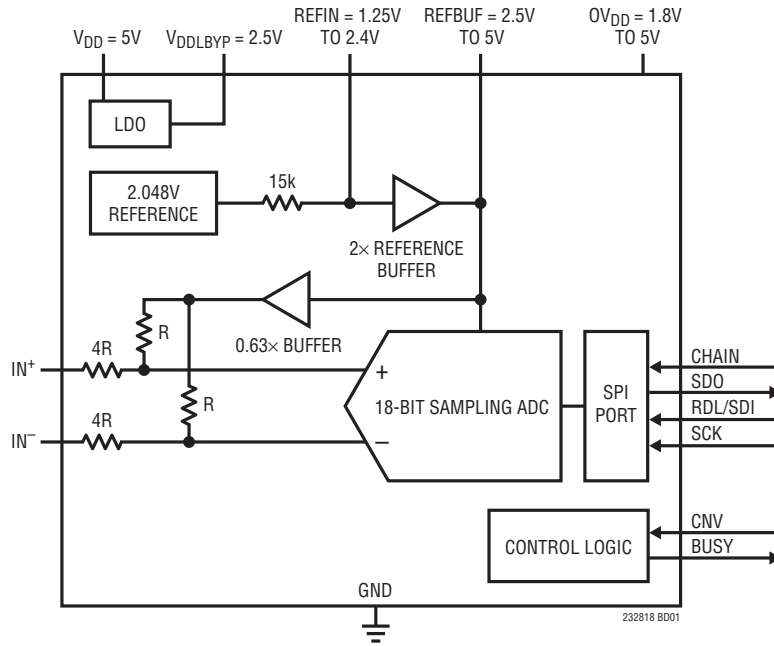 V_DD = 5V
V_DDLBYP = 2.5V
REFIN = 1.25V
TO 2.4V
REFBUF = 2.5V
TO 5V
OV_DD = 1.8V
TO 5V
LDO
2.048V
REFERENCE
15k
2× REFERENCE
BUFFER
R
0.63× BUFFER
4R
IN⁺
+
R
4R
IN⁻
−
18-BIT SAMPLING ADC
SPI
PORT
CHAIN
SDO
RDL/SDI
SCK
CONTROL LOGIC
CNV
BUSY
GND
232818 BD01